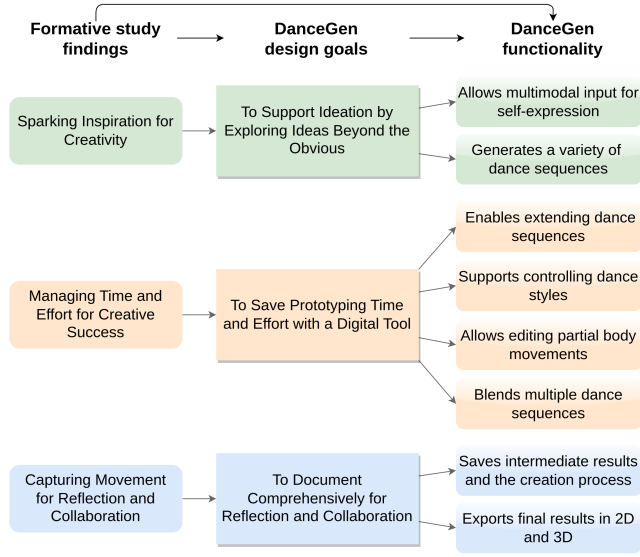 Formative study
findings
DanceGen
design goals
DanceGen
functionality
Sparking Inspiration for
Creativity
To Support Ideation by
Exploring Ideas Beyond the
Obvious
Allows multimodal input for
self-expression
Generates a variety of
dance sequences
Managing Time and
Effort for Creative
Success
To Save Prototyping Time
and Effort with a Digital Tool
Enables extending dance
sequences
Supports controlling dance
styles
Allows editing partial body
movements
Blends multiple dance
sequences
Capturing Movement
for Reflection and
Collaboration
To Document
Comprehensively for
Reflection and Collaboration
Saves intermediate results
and the creation process
Exports final results in 2D
and 3D